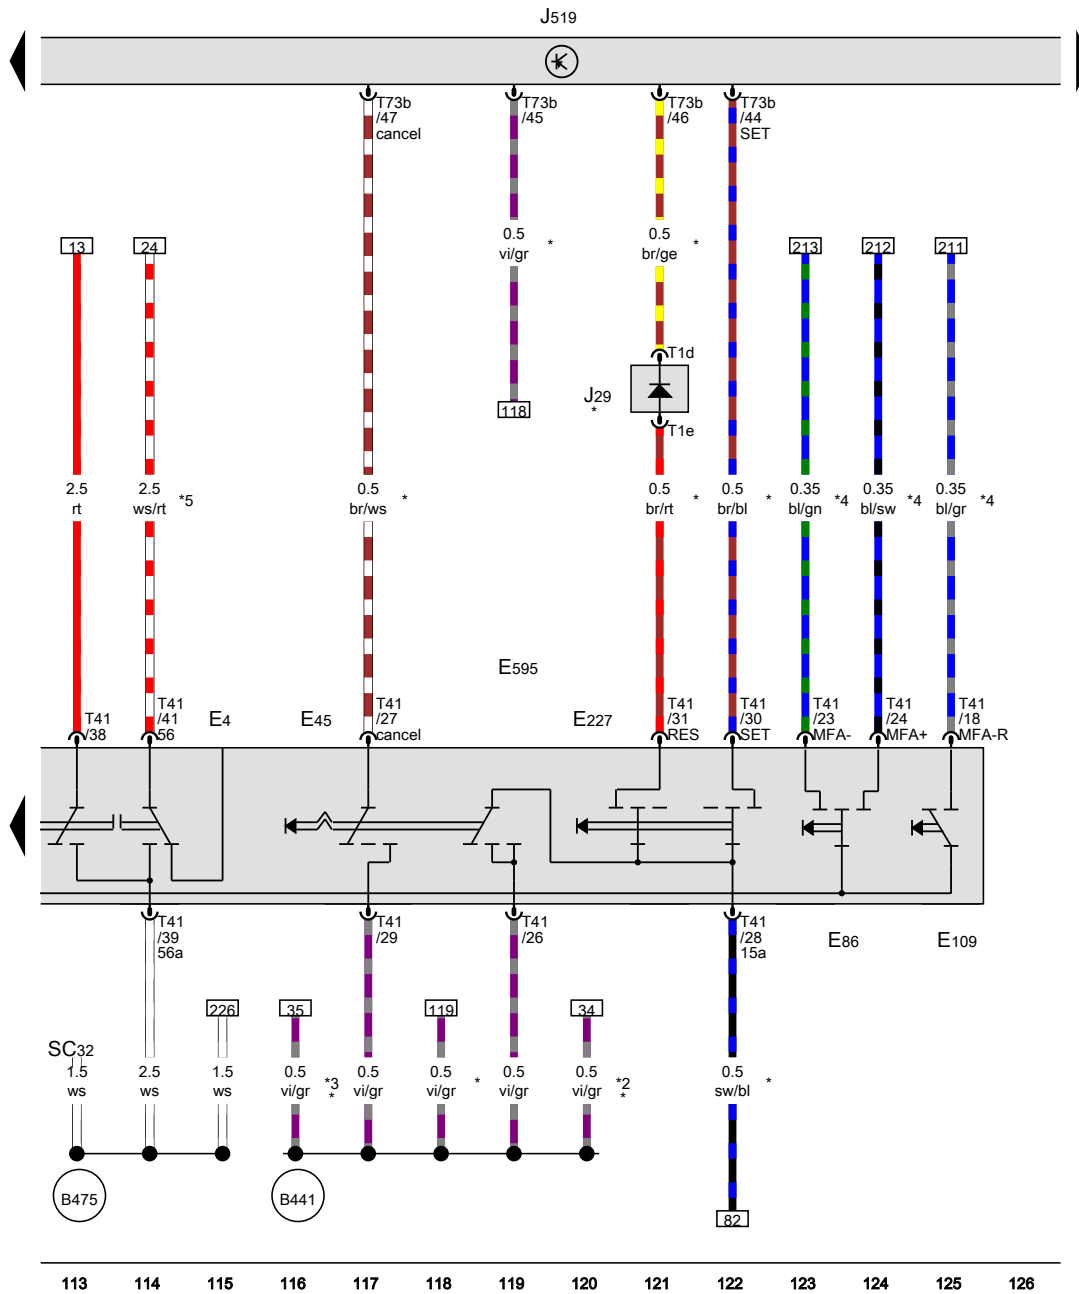 J519
T73b
/47
cancel
T73b
/45
T73b
/46
T73b
/44
SET
13
24
0.5
vi/gr
*
0.5
br/ge
*
213
212
211
T1d
J29
*
118
T1e
2.5
rt
2.5
ws/rt
*5
0.5
br/ws
*
0.5
br/rt
*
0.5
br/bl
*
0.35
bl/gn
*4
0.35
bl/sw
*4
0.35
bl/gr
*4
E595
T41
/38
T41
/41
56
E4
E45
T41
/27
cancel
E227
T41
/31
RES
T41
/30
SET
T41
/23
MFA-
T41
/24
MFA+
T41
/18
MFA-R
T41
/39
56a
T41
/29
T41
/26
T41
/28
15a
E86
E109
226
35
119
34
SC32
1.5
ws
2.5
ws
1.5
ws
0.5
vi/gr
*3
*
0.5
vi/gr
0.5
vi/gr
*
0.5
vi/gr
0.5
vi/gr
*2
*
0.5
sw/bl
*
B475
B441
82
113 114 115 116 117 118 119 120 121 122 123 124 125 126